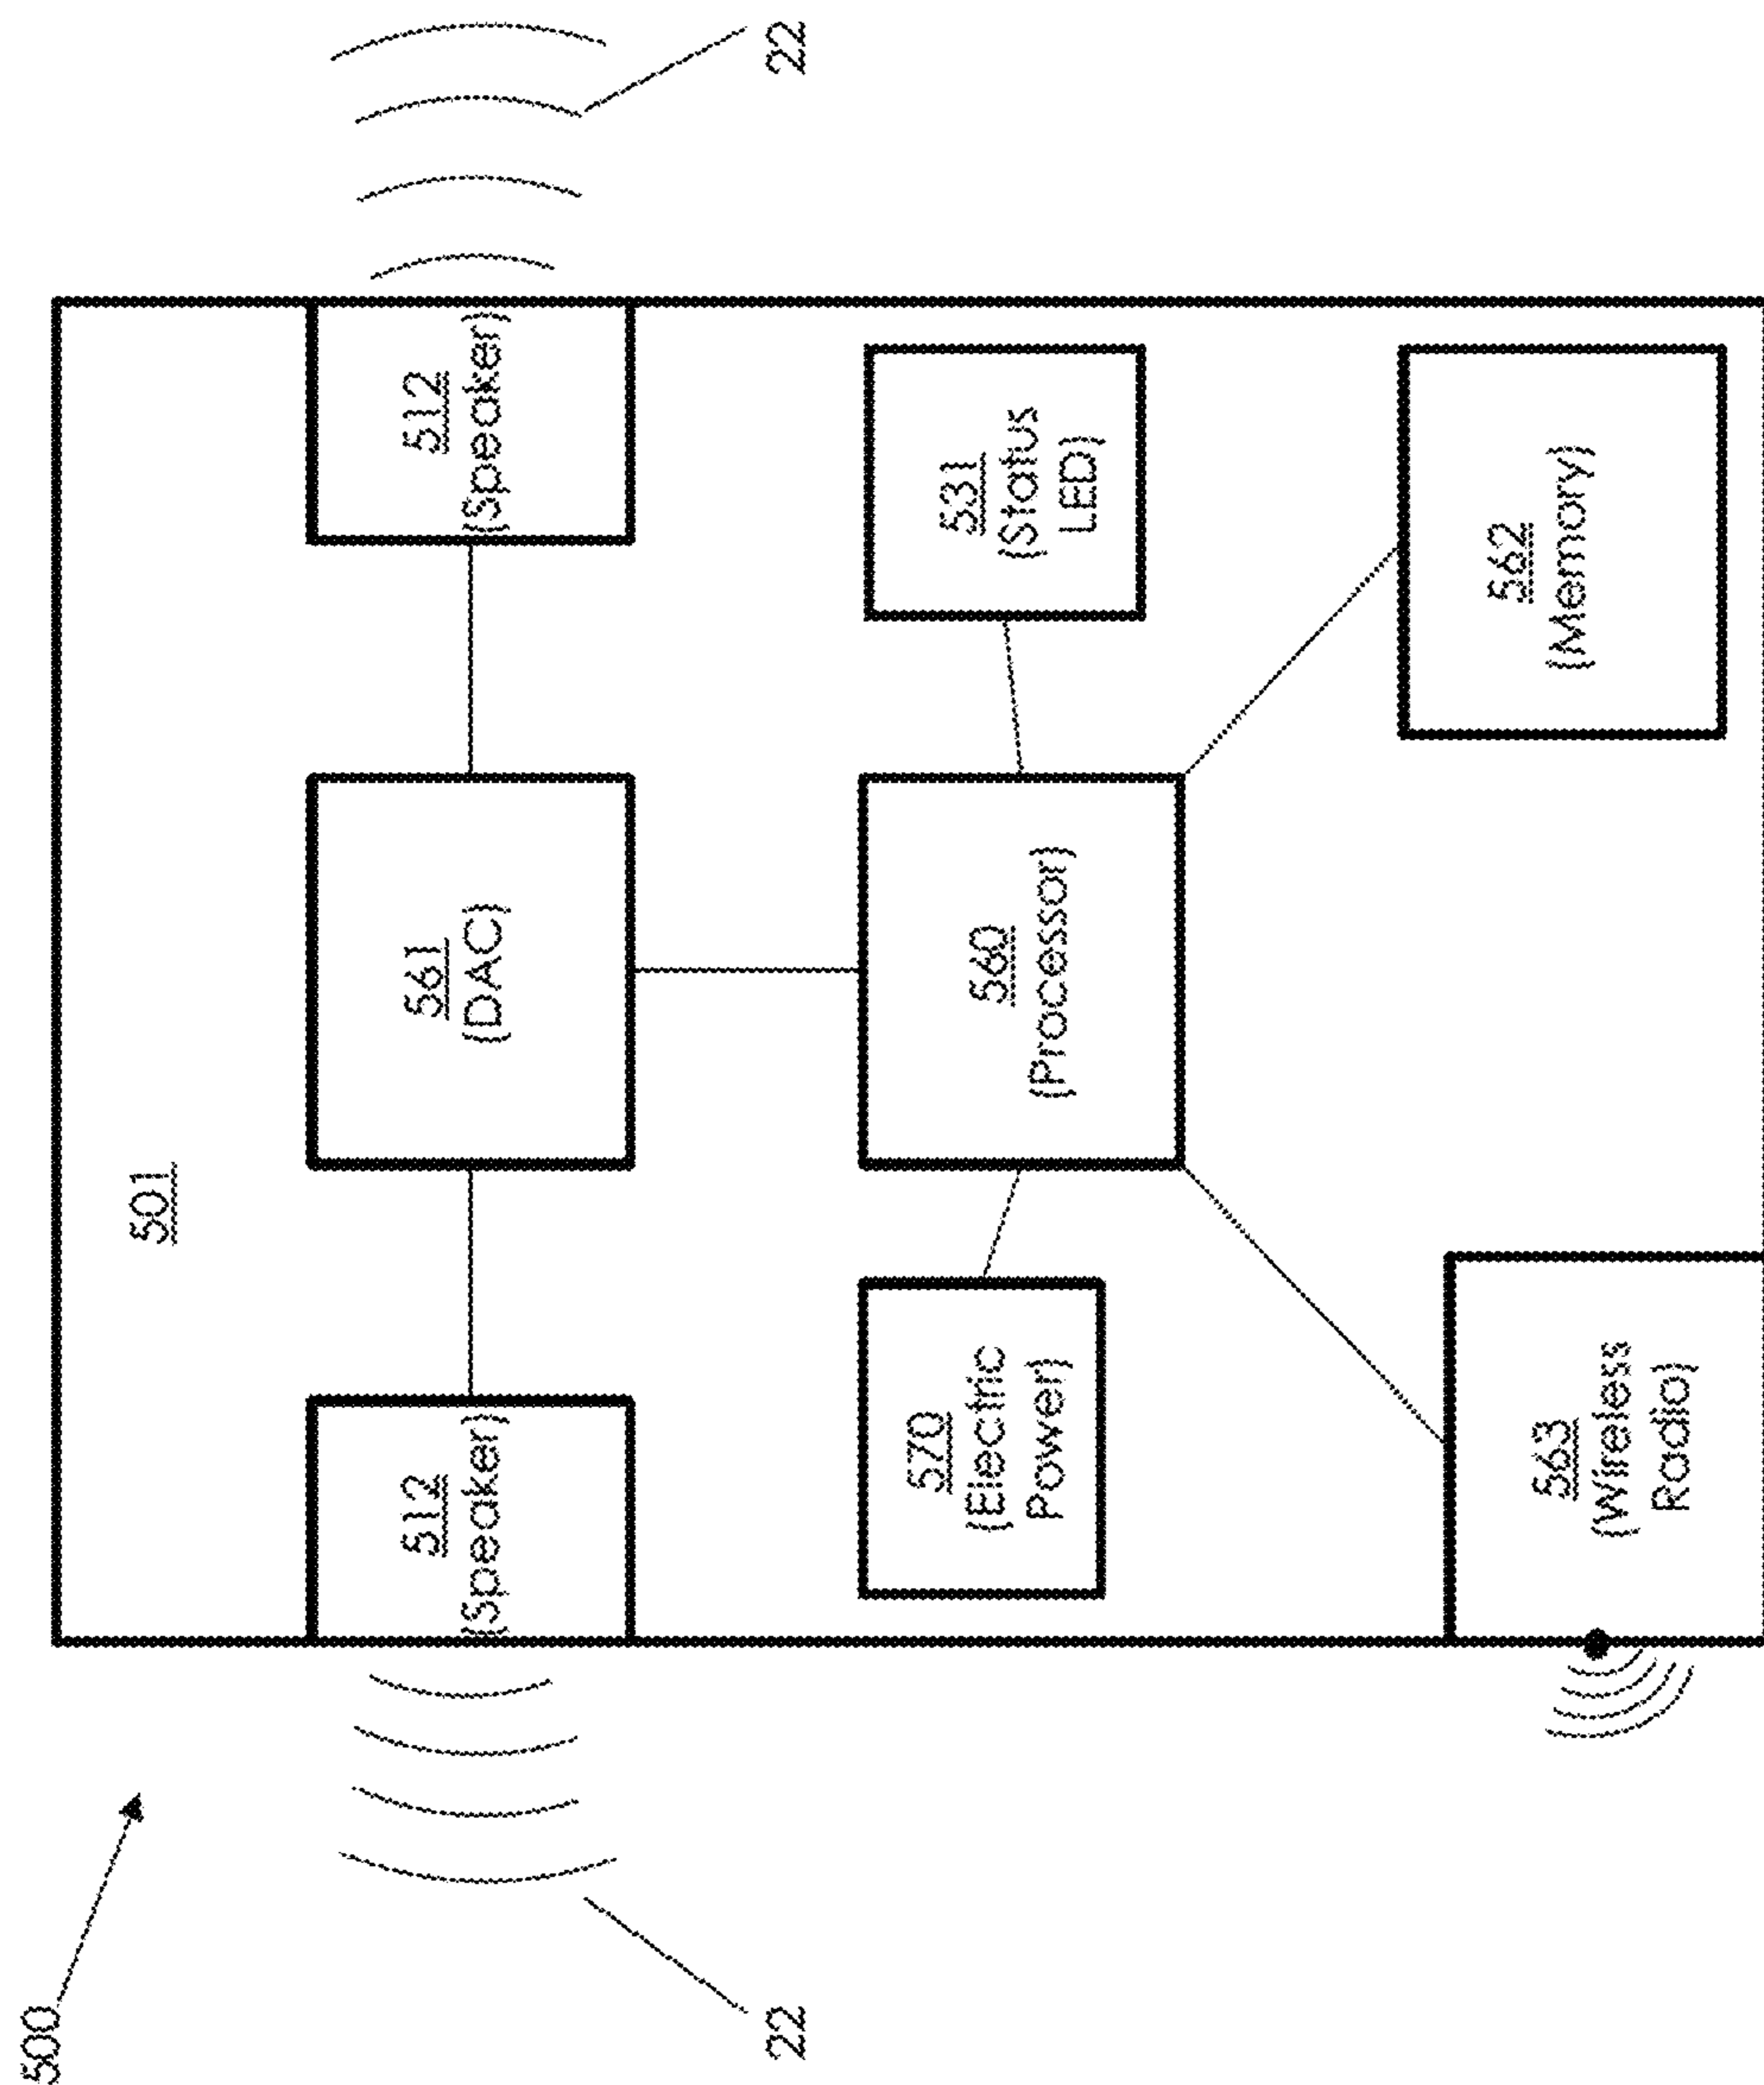 500
501
512
(Speaker)
561
(DAC)
512
(Speaker)
22
22
570
(Electric
Power)
560
(Processor)
531
(Status
LED)
563
(Wireless
Radio)
562
(Memory)